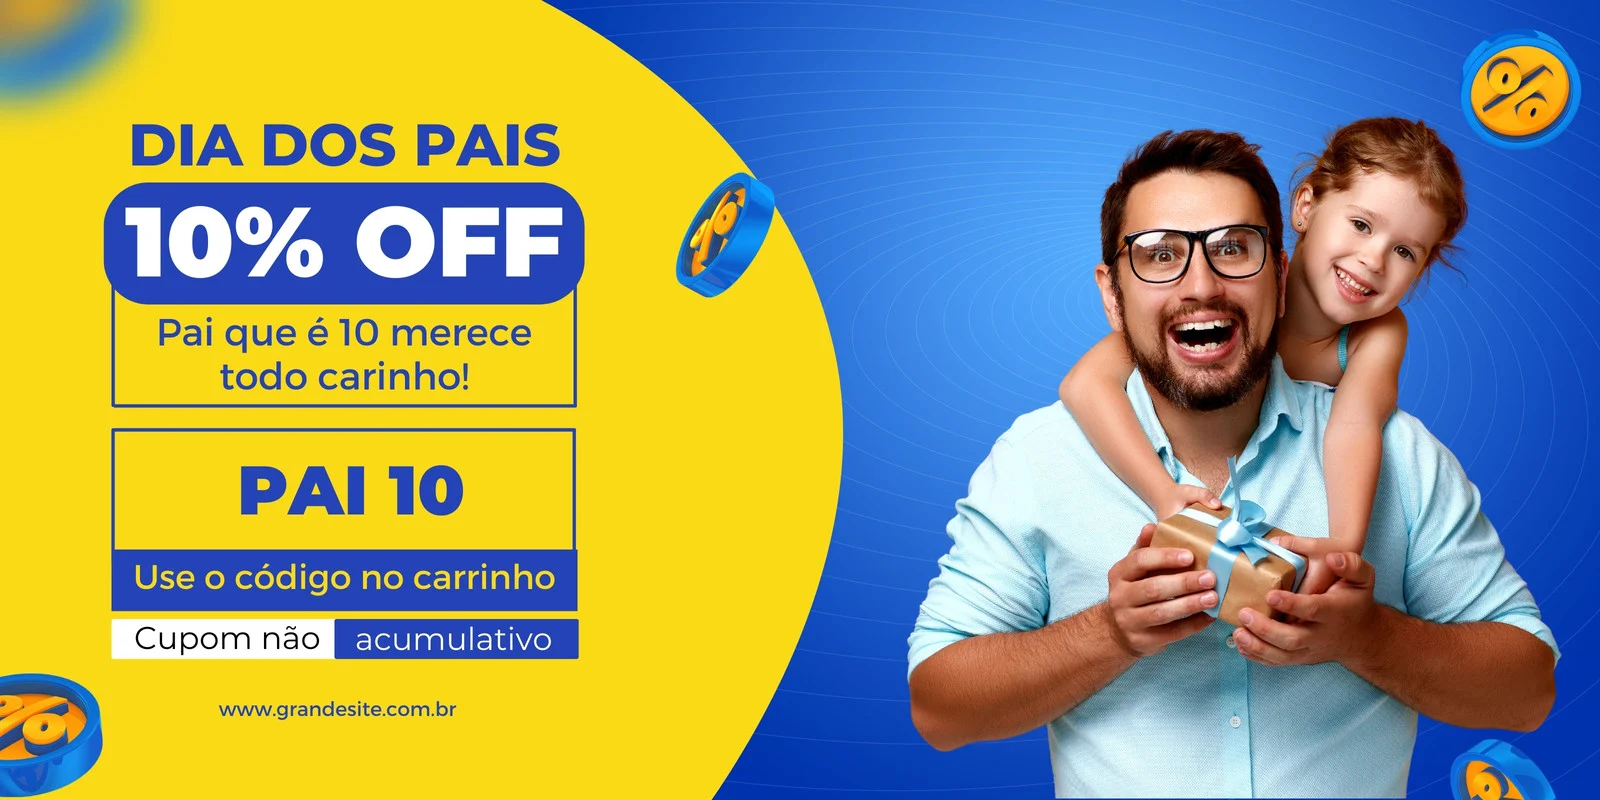 DIA DOS PAIS
10% OFF
Pai que é 10 merece
todo carinho!
PAI 10
Use o código no carrinho
Cupom não acumulativo
www.grandesite.com.br